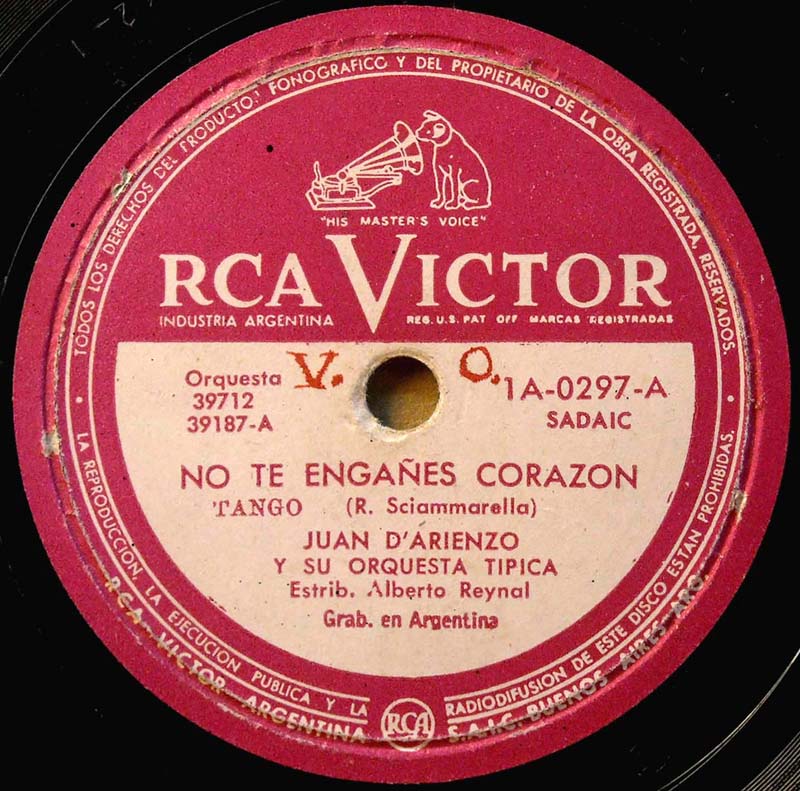 TODOS LOS DERECHOS DEL PRODUCTOR FONOGRAFICO Y DEL PROPIETARIO DE LA OBRA REGISTRADA, RESERVADOS.
"HIS MASTER'S VOICE"
RCA VICTOR
INDUSTRIA ARGENTINA REG. U.S. PAT OFF MARCAS REGISTRADAS
V. O.
Orquesta
39712
39187-A
1A-0297-A
SADAIC
NO TE ENGAÑES CORAZON
TANGO (R. Sciammarella)
JUAN D'ARIENZO
Y SU ORQUESTA TIPICA
Estrib. Alberto Reynal
Grab. en Argentina
LA REPRODUCCION, LA EJECUCION PUBLICA Y LA RADIODIFUSION DE ESTE DISCO ESTAN PROHIBIDAS.
RCA VICTOR ARGENTINA S.A.I.C. BUENOS AIRES ARG.
RCA